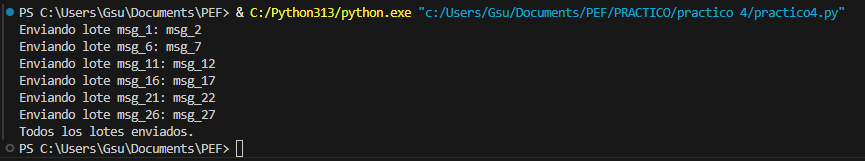 PS C:\Users\Gsu\Documents\PEF> & C:/Python313/python.exe "c:/Users/Gsu/Documents/PEF/PRACTICO/practico 4/practico4.py"
Enviando lote msg_1: msg_2
Enviando lote msg_6: msg_7
Enviando lote msg_11: msg_12
Enviando lote msg_16: msg_17
Enviando lote msg_21: msg_22
Enviando lote msg_26: msg_27
Todos los lotes enviados.
PS C:\Users\Gsu\Documents\PEF>